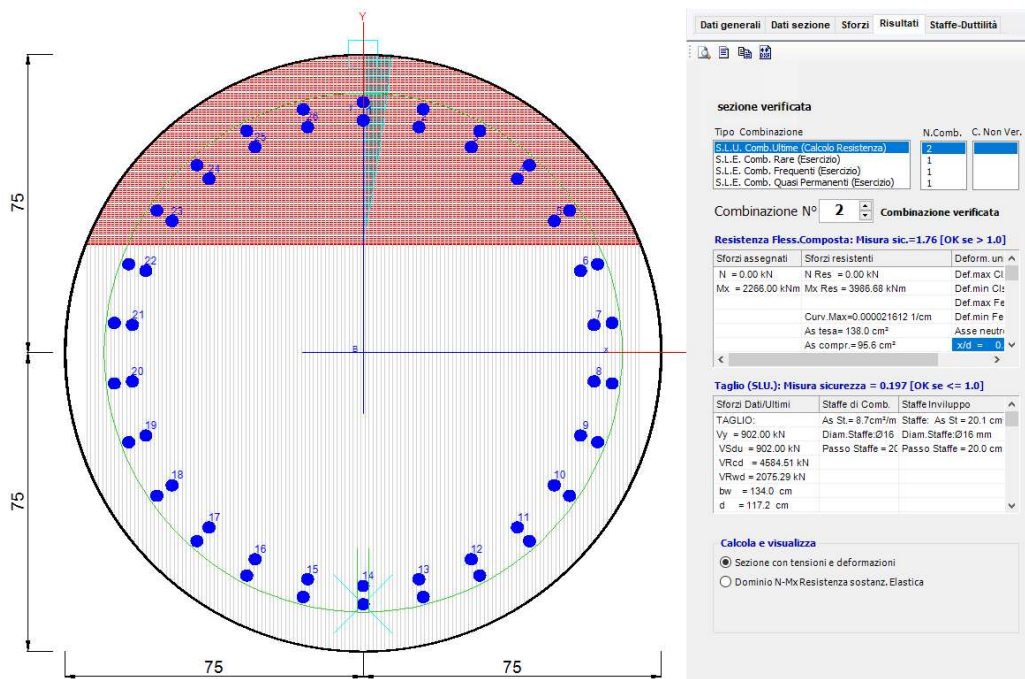 Y
75
75
75
75
B
x
1
2
4
5
6
7
8
9
10
11
12
13
14
15
16
17
18
19
20
21
22
23
24
25
26
Dati generali Dati sezione Sforzi Risultati Staffe-Duttilità
sezione verificata
Tipo Combinazione N.Comb. C. Non Ver.
S.L.U. Comb.Ultime (Calcolo Resistenza) 2
S.L.E. Comb. Rare (Esercizio) 1
S.L.E. Comb. Frequenti (Esercizio) 1
S.L.E. Comb. Quasi Permanenti (Esercizio) 1
Combinazione N° 2 Combinazione verificata
Resistenza Fless.Composta: Misura sic.=1.76 [OK se > 1.0]
Sforzi assegnati Sforzi resistenti Deform. un
N = 0.00 kN N Res = 0.00 kN Def.max Cl
Mx = 2266.00 kNm Mx Res = 3986.68 kNm Def.min Cls
Def.max Fe
Curv.Max=0.000021612 1/cm Def.min Fe
As tesa= 138.0 cm² Asse neutro
As compr.= 95.6 cm² x/d = 0.
Taglio (SLU.): Misura sicurezza = 0.197 [OK se <= 1.0]
Sforzi Dati/Ultimi Staffe di Comb. Staffe Inviluppo
TAGLIO: As St.= 8.7cm²/m Staffe: As St = 20.1 cm
Vy = 902.00 kN Diam.Staffe:Ø16 Diam.Staffe:Ø16 mm
VSdu = 902.00 kN Passo Staffe = 20 Passo Staffe = 20.0 cm
VRcd = 4584.51 kN
VRwd = 2075.29 kN
bw = 134.0 cm
d = 117.2 cm
Calcola e visualizza
Sezione con tensioni e deformazioni
Dominio N-Mx Resistenza sostanz. Elastica